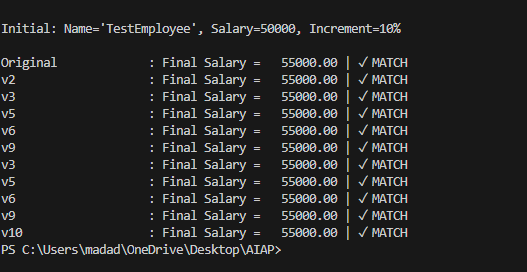 Initial: Name='TestEmployee', Salary=50000, Increment=10%
Original : Final Salary = 55000.00 | ✓ MATCH
v2 : Final Salary = 55000.00 | ✓ MATCH
v3 : Final Salary = 55000.00 | ✓ MATCH
v5 : Final Salary = 55000.00 | ✓ MATCH
v6 : Final Salary = 55000.00 | ✓ MATCH
v9 : Final Salary = 55000.00 | ✓ MATCH
v3 : Final Salary = 55000.00 | ✓ MATCH
v5 : Final Salary = 55000.00 | ✓ MATCH
v6 : Final Salary = 55000.00 | ✓ MATCH
v9 : Final Salary = 55000.00 | ✓ MATCH
v10 : Final Salary = 55000.00 | ✓ MATCH
PS C:\Users\madad\OneDrive\Desktop\AIAP>